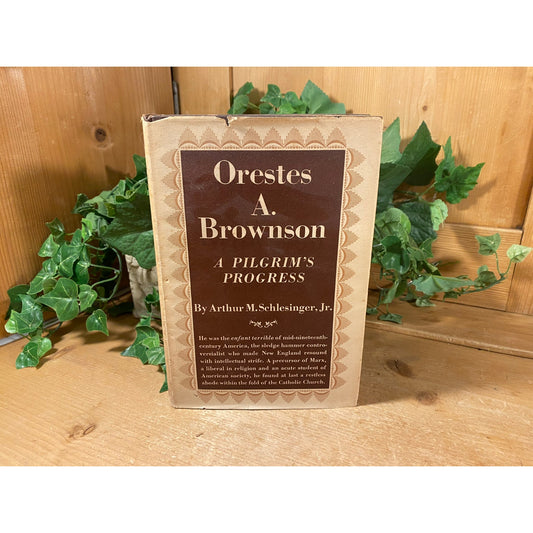 Orestes
A.
Brownson
A PILGRIM'S
PROGRESS
By Arthur M. Schlesinger, Jr.
He was the enfant terrible of mid-nineteenth-
century America, the sledge hammer contro-
versialist who made New England resound
with intellectual strife. A precursor of Marx,
a liberal in religion and an acute student of
American society, he found at last a restless
abode within the fold of the Catholic Church.